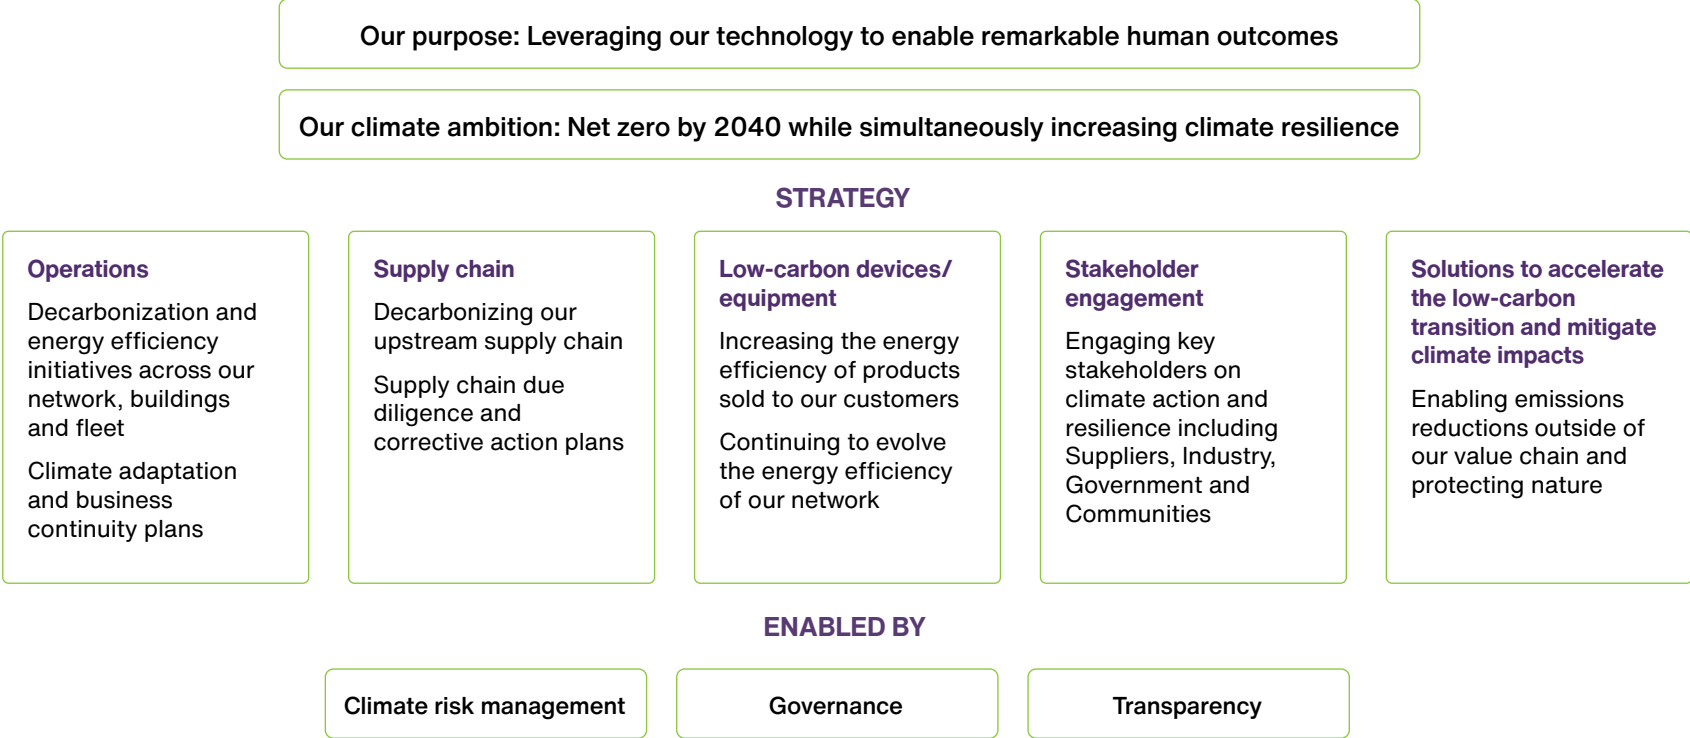 Our purpose: Leveraging our technology to enable remarkable human outcomes
Our climate ambition: Net zero by 2040 while simultaneously increasing climate resilience
STRATEGY
Operations
Decarbonization and
energy efficiency
initiatives across our
network, buildings
and fleet
Climate adaptation
and business
continuity plans
Supply chain
Decarbonizing our
upstream supply chain
Supply chain due
diligence and
corrective action plans
Low-carbon devices/
equipment
Increasing the energy
efficiency of products
sold to our customers
Continuing to evolve
the energy efficiency
of our network
Stakeholder
engagement
Engaging key
stakeholders on
climate action and
resilience including
Suppliers, Industry,
Government and
Communities
Solutions to accelerate
the low-carbon
transition and mitigate
climate impacts
Enabling emissions
reductions outside of
our value chain and
protecting nature
ENABLED BY
Climate risk management
Governance
Transparency